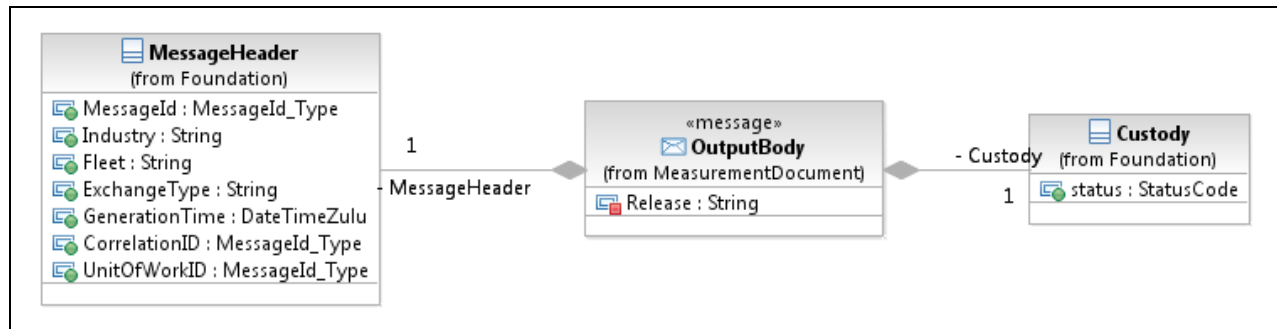 MessageHeader
(from Foundation)
MessageId : MessageId_Type
Industry : String
Fleet : String
ExchangeType : String
GenerationTime : DateTimeZulu
CorrelationID : MessageId_Type
UnitOfWorkID : MessageId_Type
1
- MessageHeader
«message»
OutputBody
(from MeasurementDocument)
Release : String
- Custody
1
Custody
(from Foundation)
status : StatusCode